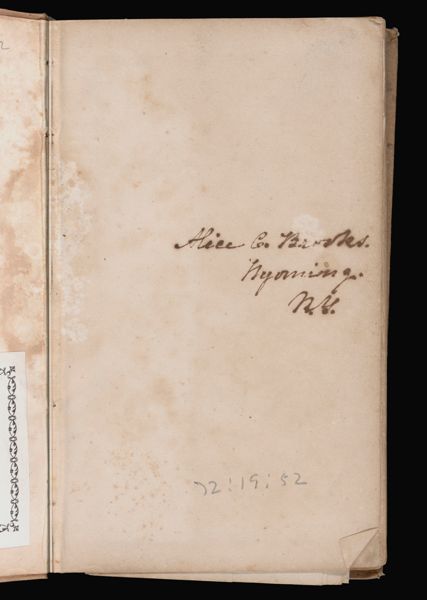 Alice C. Brooks.
Wyoming.
N.Y.
72:19:52